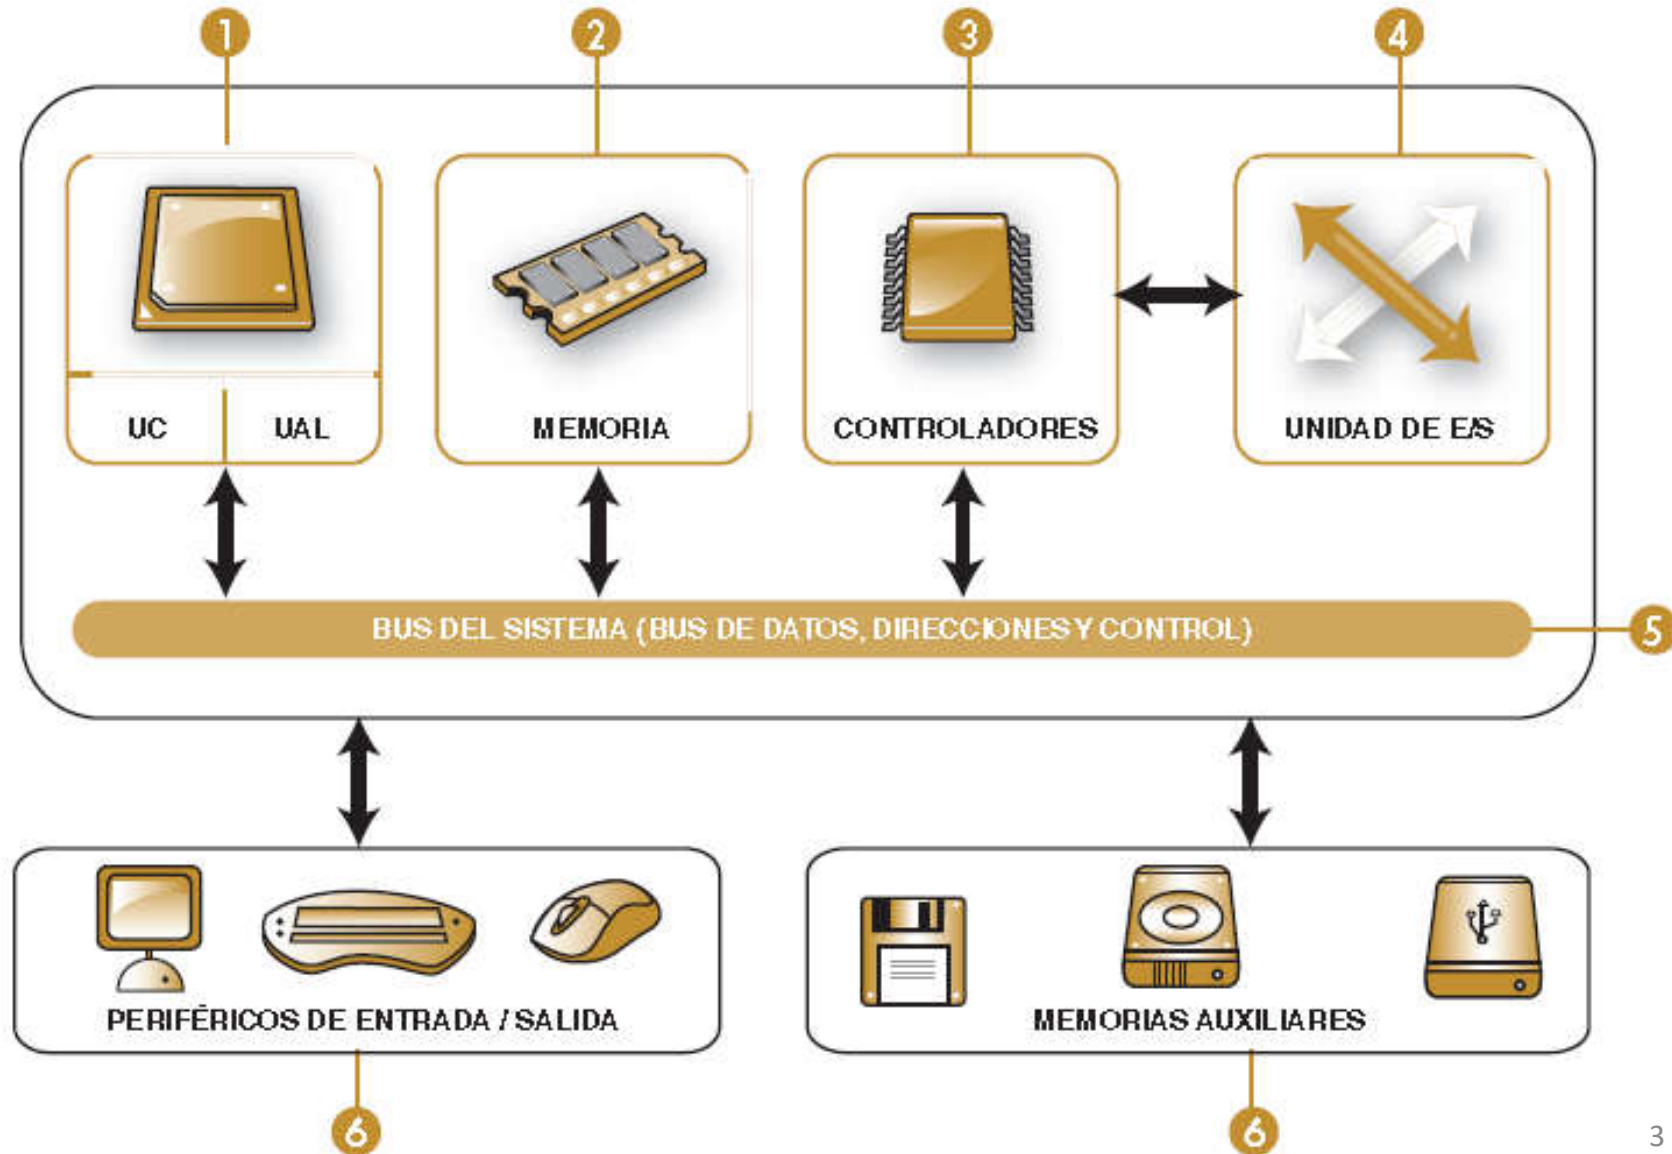 1
2
3
4
UC
UAL
MEMORIA
CONTROLADORES
UNIDAD DE E/S
BUS DEL SISTEMA (BUS DE DATOS, DIRECCIONES Y CONTROL)
5
PERIFÉRICOS DE ENTRADA / SALIDA
MEMORIAS AUXILIARES
6
6
3